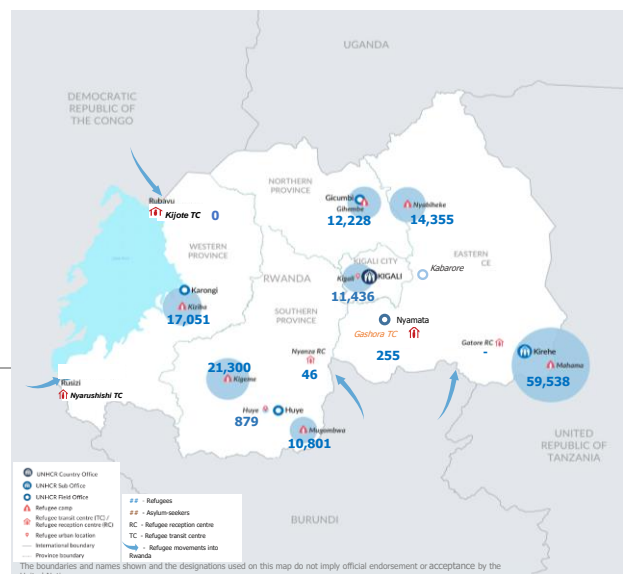 UGANDA
DEMOCRATIC
REPUBLIC OF
THE CONGO
NORTHERN
PROVINCE
Rubavu
Kijote TC 0
Gicumbi
Gihembe
12,228
Nyabiheke
14,355
WESTERN
PROVINCE
KIGALI CITY
Kigali
KIGALI
11,436
EASTERN
CE
Kabarore
RWANDA
Karongi
Kiziba
17,051
SOUTHERN
PROVINCE
Nyamata
Gashora TC
255
Nyanza RC
46
Gatore RC
-
Kirehe
Mahama
59,538
21,300
Kigeme
Rusizi
Nyarushishi TC
Huye
Huye
879
Mugombwa
10,801
UNITED
REPUBLIC OF
TANZANIA
BURUNDI
UNHCR Country Office
UNHCR Sub Office
UNHCR Field Office
Refugee camp
Refugee transit centre (TC) /
Refugee reception centre (RC)
Refugee urban location
International boundary
Province boundary
## - Refugees
## - Asylum-seekers
RC - Refugee reception centre
TC - Refugee transit centre
- Refugee movements into
Rwanda
The boundaries and names shown and the designations used on this map do not imply official endorsement or acceptance by the